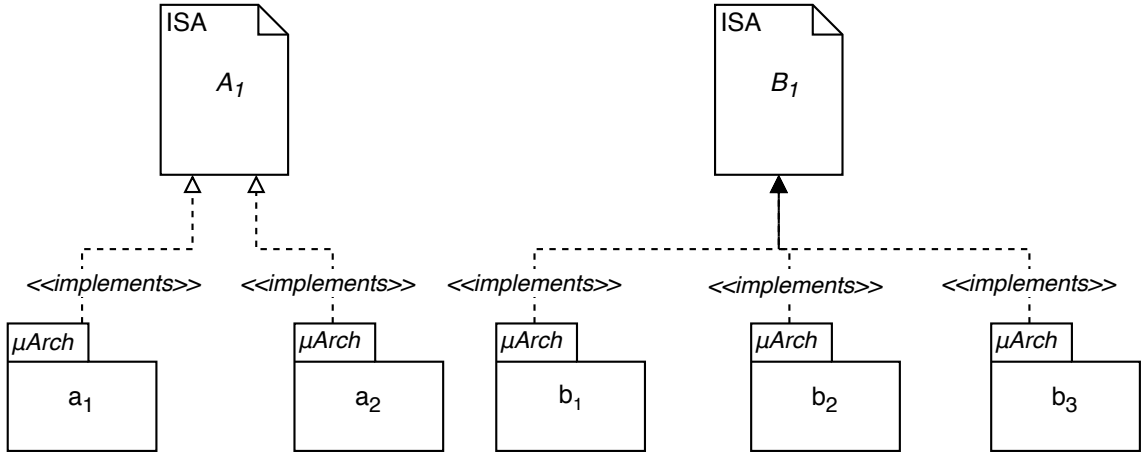 ISA
A₁
ISA
B₁
<<implements>>
<<implements>>
<<implements>>
<<implements>>
<<implements>>
μArch
a₁
μArch
a₂
μArch
b₁
μArch
b₂
μArch
b₃